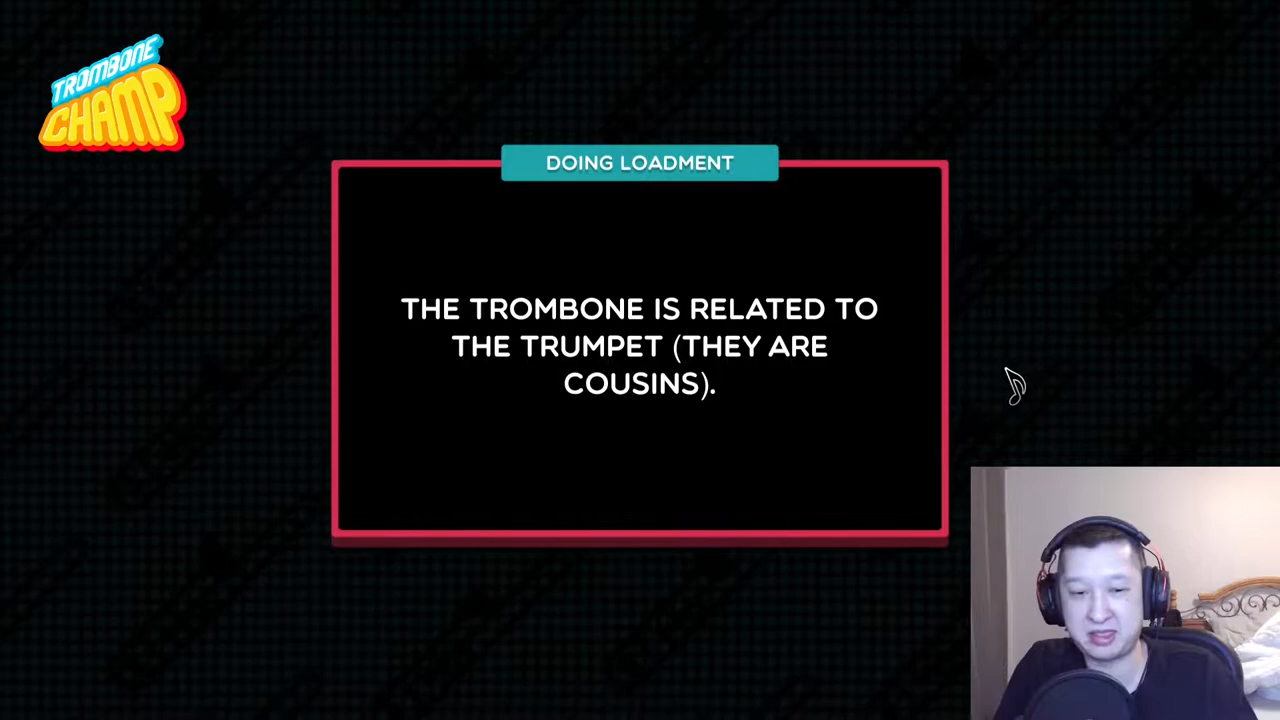 TROMBONE
CHAMP
DOING LOADMENT
THE TROMBONE IS RELATED TO
THE TRUMPET (THEY ARE
COUSINS).